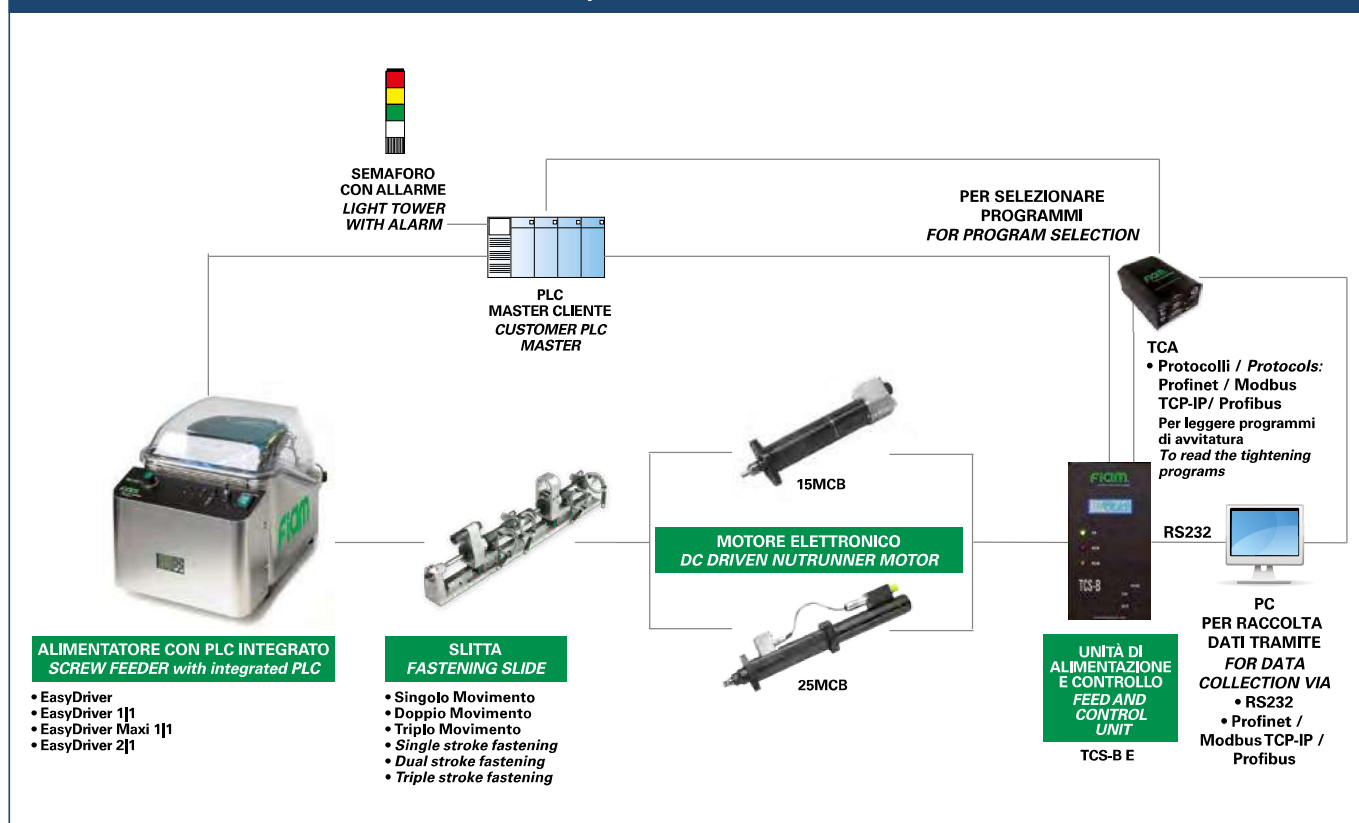 SEMAFORO
CON ALLARME
LIGHT TOWER
WITH ALARM
PLC
MASTER CLIENTE
CUSTOMER PLC
MASTER
PER SELEZIONARE
PROGRAMMI
FOR PROGRAM SELECTION
Fiam
TCA
• Protocolli / Protocols:
Profinet / Modbus
TCP-IP/ Profibus
Per leggere programmi
di avvitatura
To read the tightening
programs
Fiam
Fiam
ALIMENTATORE CON PLC INTEGRATO
SCREW FEEDER with integrated PLC
• EasyDriver
• EasyDriver 1|1
• EasyDriver Maxi 1|1
• EasyDriver 2|1
SLITTA
FASTENING SLIDE
• Singolo Movimento
• Doppio Movimento
• Triplo Movimento
• Single stroke fastening
• Dual stroke fastening
• Triple stroke fastening
15MCB
MOTORE ELETTRONICO
DC DRIVEN NUTRUNNER MOTOR
25MCB
Fiam
TCS-B
UNITÀ DI
ALIMENTAZIONE
E CONTROLLO
FEED AND
CONTROL
UNIT
TCS-B E
RS232
PC
PER RACCOLTA
DATI TRAMITE
FOR DATA
COLLECTION VIA
• RS232
• Profinet /
Modbus TCP-IP /
Profibus